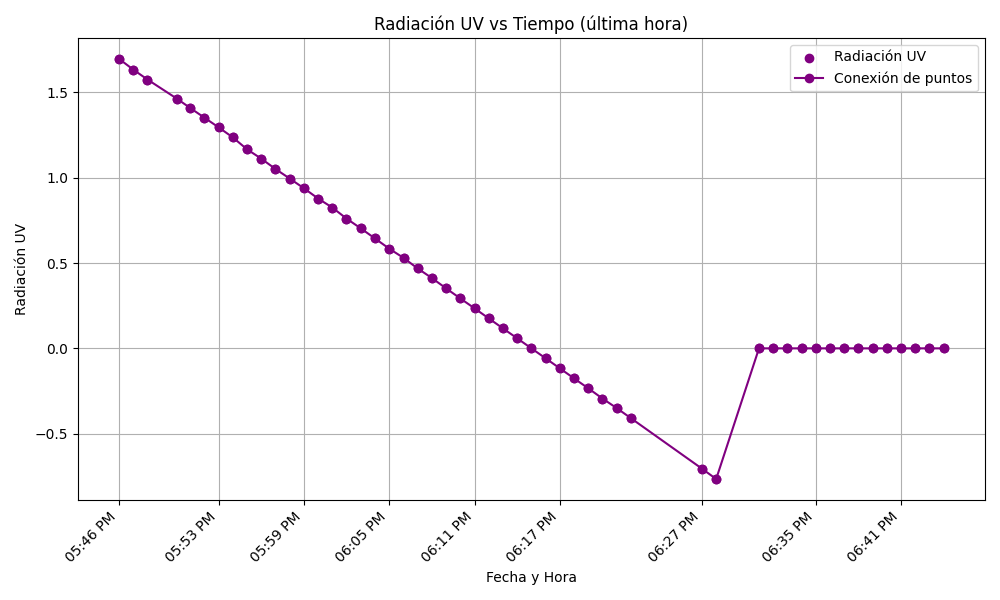 Radiación UV vs Tiempo (última hora)
Radiación UV
Conexión de puntos
Radiación UV
1.5
1.0
0.5
0.0
−0.5
05:46 PM
05:53 PM
05:59 PM
06:05 PM
06:11 PM
06:17 PM
06:27 PM
06:35 PM
06:41 PM
Fecha y Hora